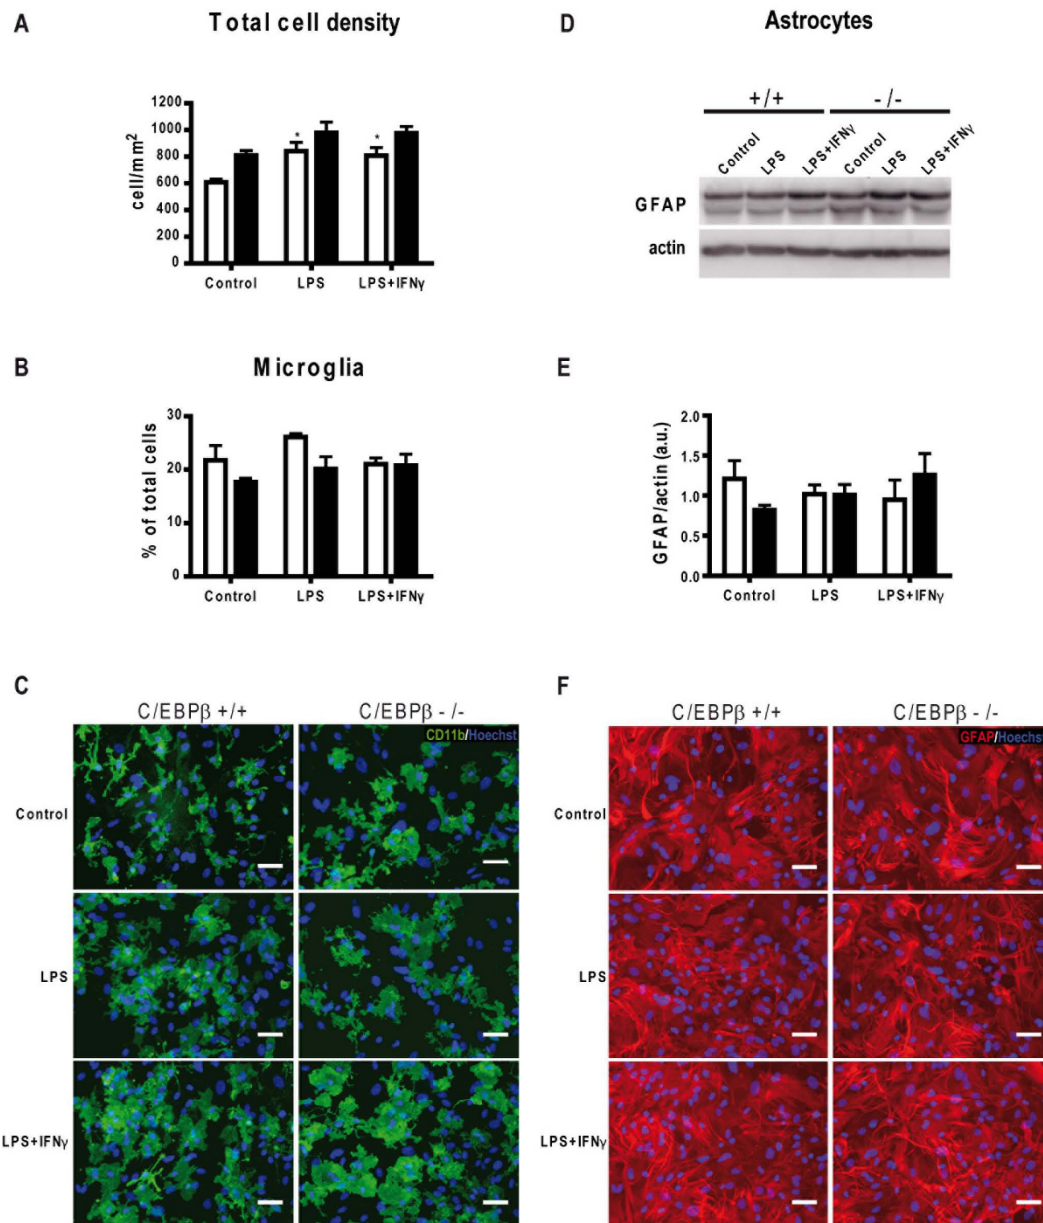 A
Total cell density
cell/mm²
1200
1000
800
600
400
200
0
*
*
Control
LPS
LPS+IFNγ
B
Microglia
% of total cells
30
20
10
0
Control
LPS
LPS+IFNγ
C
C/EBPβ +/+
C/EBPβ -/-
CD11b/Hoechst
Control
LPS
LPS+IFNγ
D
Astrocytes
+/+
-/-
Control
LPS
LPS+IFNγ
Control
LPS
LPS+IFNγ
GFAP
actin
E
GFAP/actin (a.u.)
2.0
1.5
1.0
0.5
0.0
Control
LPS
LPS+IFNγ
F
C/EBPβ +/+
C/EBPβ -/-
GFAP/Hoechst
Control
LPS
LPS+IFNγ